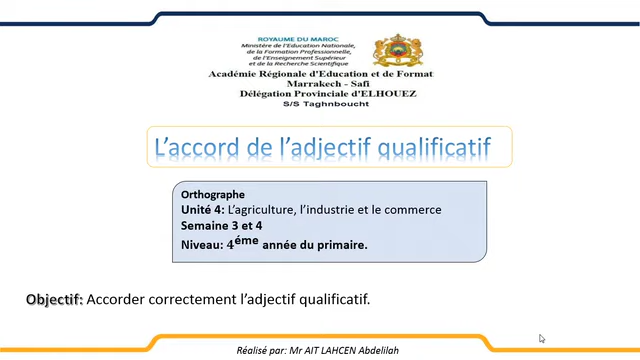 ROYAUME DU MAROC
Ministère de l'Education Nationale,
de la Formation Professionnelle,
de l'Enseignement Supérieur
et de la Recherche Scientifique
Académie Régionale d'Education et de Format
Marrakech - Safi
Délégation Provinciale d'ELHOUEZ
S/S Taghnboucht
L'accord de l'adjectif qualificatif
Orthographe
Unité 4: L'agriculture, l'industrie et le commerce
Semaine 3 et 4
Niveau: 4éme année du primaire.
Objectif: Accorder correctement l'adjectif qualificatif.
Réalisé par: Mr AIT LAHCEN Abdelilah